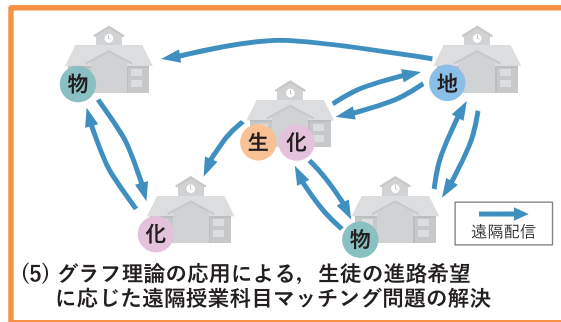 物
地
生 化
化
物
遠隔配信
(5) グラフ理論の応用による，生徒の進路希望
に応じた遠隔授業科目マッチング問題の解決